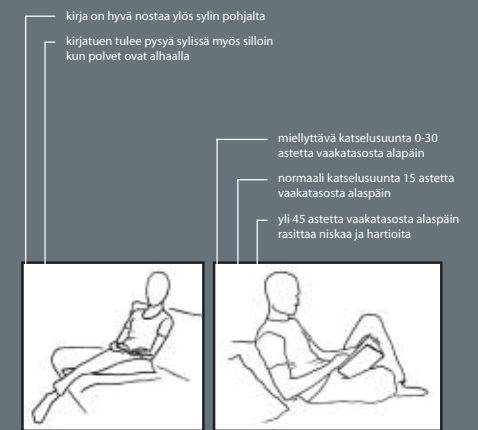 kirja on hyvä nostaa ylös sylin pohjalta
kirjatuen tulee pysyä sylissä myös silloin
kun polvet ovat alhaalla
miellyttävä katselusuunta 0-30
astetta vaakatasosta alapäin
normaali katselusuunta 15 astetta
vaakatasosta alaspäin
yli 45 astetta vaakatasosta alaspäin
rasittaa niskaa ja hartioita